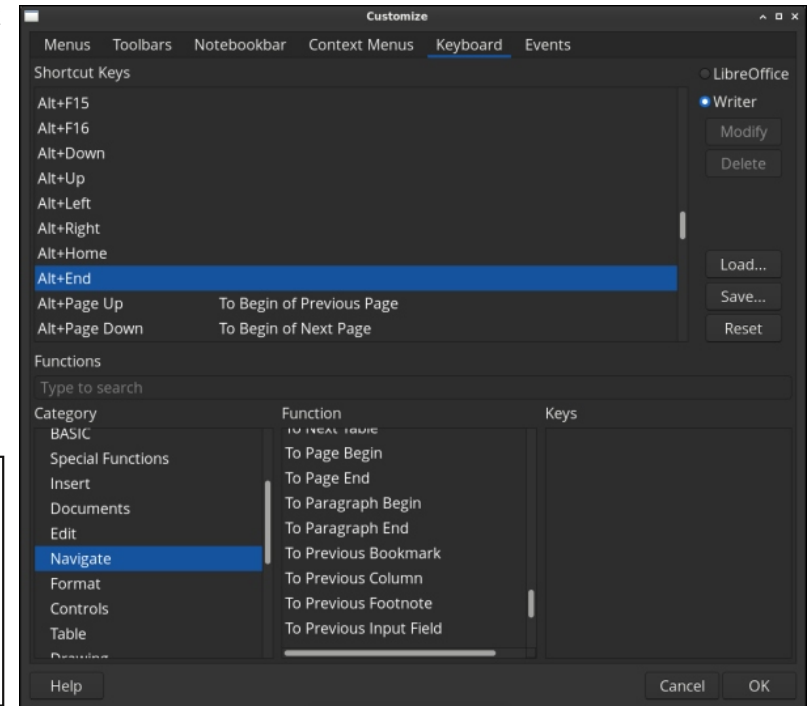 Customize
Menus Toolbars Notebookbar Context Menus Keyboard Events
Shortcut Keys
LibreOffice
Writer
Modify
Delete
Load...
Save...
Reset
Alt+F15
Alt+F16
Alt+Down
Alt+Up
Alt+Left
Alt+Right
Alt+Home
Alt+End
Alt+Page Up To Begin of Previous Page
Alt+Page Down To Begin of Next Page
Functions
Type to search
Category
BASIC
Special Functions
Insert
Documents
Edit
Navigate
Format
Controls
Table
Drawing
Function
To Next Table
To Page Begin
To Page End
To Paragraph Begin
To Paragraph End
To Previous Bookmark
To Previous Column
To Previous Footnote
To Previous Input Field
Keys
Help
Cancel
OK